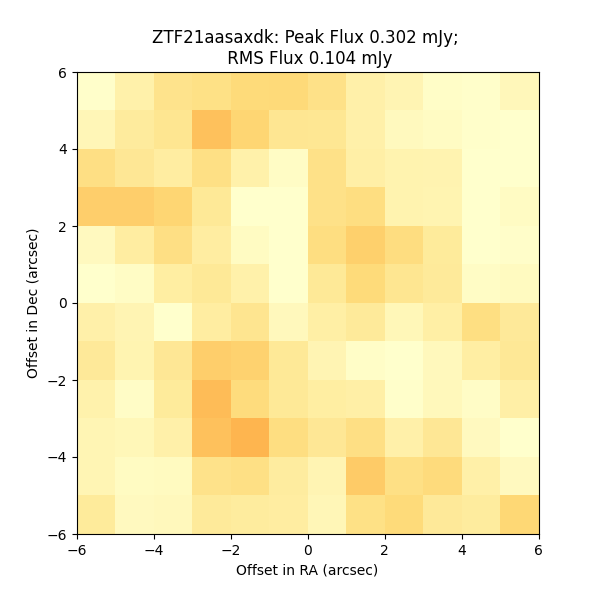 ZTF21aasaxdk: Peak Flux 0.302 mJy;
RMS Flux 0.104 mJy
6
4
2
0
−2
−4
−6
Offset in Dec (arcsec)
−6 −4 −2 0 2 4 6
Offset in RA (arcsec)